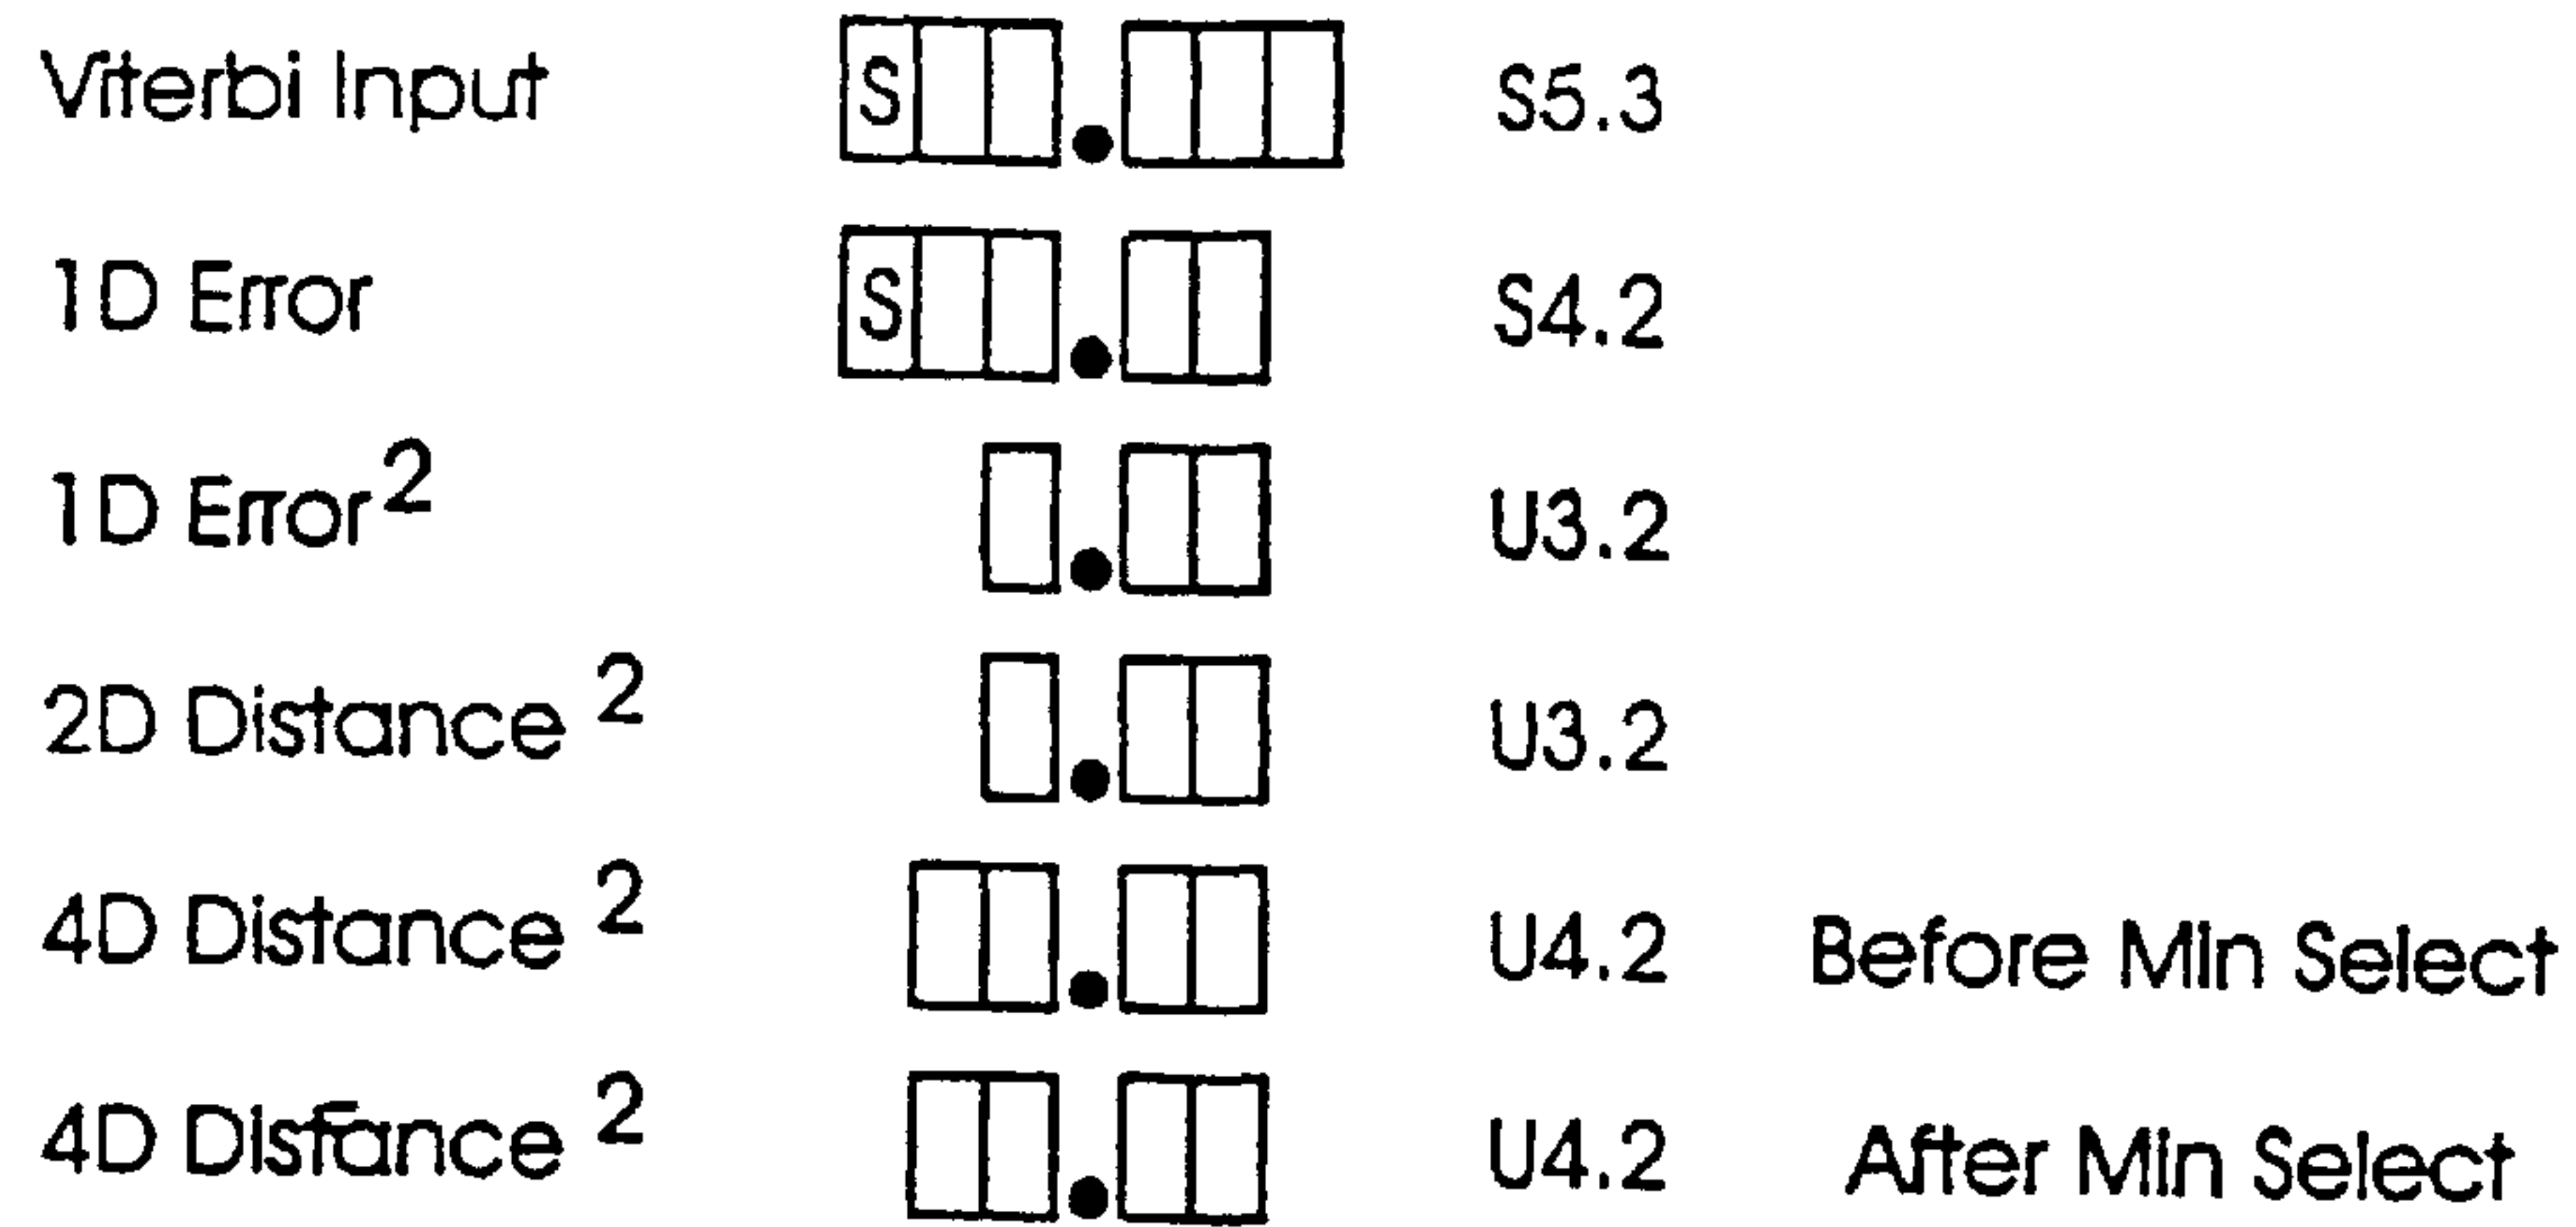 Viterbi Input S . S5.3
1D Error S . S4.2
1D Error2 . U3.2
2D Distance 2 . U3.2
4D Distance 2 . U4.2 Before Min Select
4D Distance 2 . U4.2 After Min Select